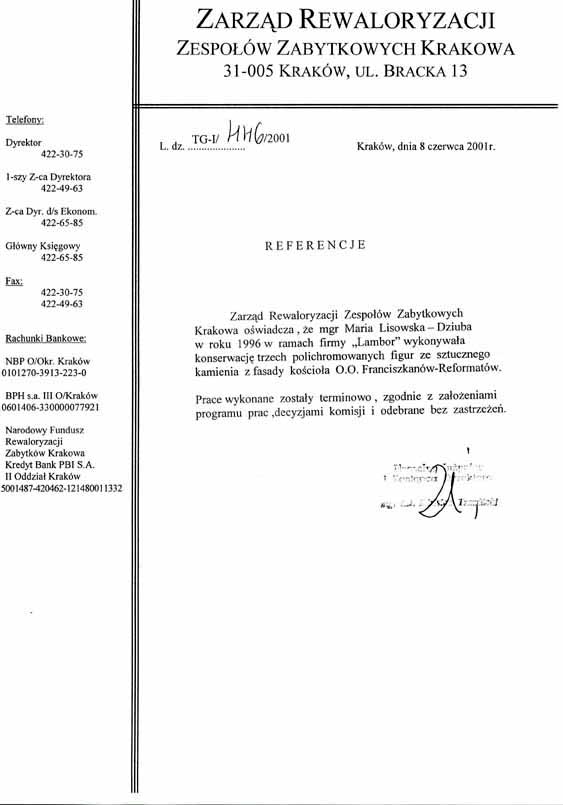 ZARZĄD REWALORYZACJI
ZESPOŁÓW ZABYTKOWYCH KRAKOWA
31-005 KRAKÓW, UL. BRACKA 13
Telefony:
Dyrektor
422-30-75
1-szy Z-ca Dyrektora
422-49-63
Z-ca Dyr. d/s Ekonom.
422-65-85
Główny Księgowy
422-65-85
Fax:
422-30-75
422-49-63
Rachunki Bankowe:
NBP O/Okr. Kraków
0101270-3913-223-0
BPH s.a. III O/Kraków
0601406-330000077921
Narodowy Fundusz
Rewaloryzacji
Zabytków Krakowa
Kredyt Bank PBI S.A.
II Oddział Kraków
5001487-420462-121480011332
L. dz. TG-I/ 446/2001
Kraków, dnia 8 czerwca 2001r.
REFERENCJE
Zarząd Rewaloryzacji Zespołów Zabytkowych
Krakowa oświadcza , że mgr Maria Lisowska – Dziuba
w roku 1996 w ramach firmy „Lambor” wykonywała
konserwację trzech polichromowanych figur ze sztucznego
kamienia z fasady kościoła O.O. Franciszkanów-Reformatów.
Prace wykonane zostały terminowo , zgodnie z założeniami
programu prac ,decyzjami komisji i odebrane bez zastrzeżeń.